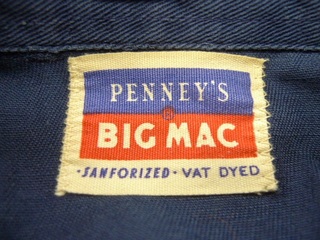 PENNEY'S
BIG MAC
·SANFORIZED· VAT DYED